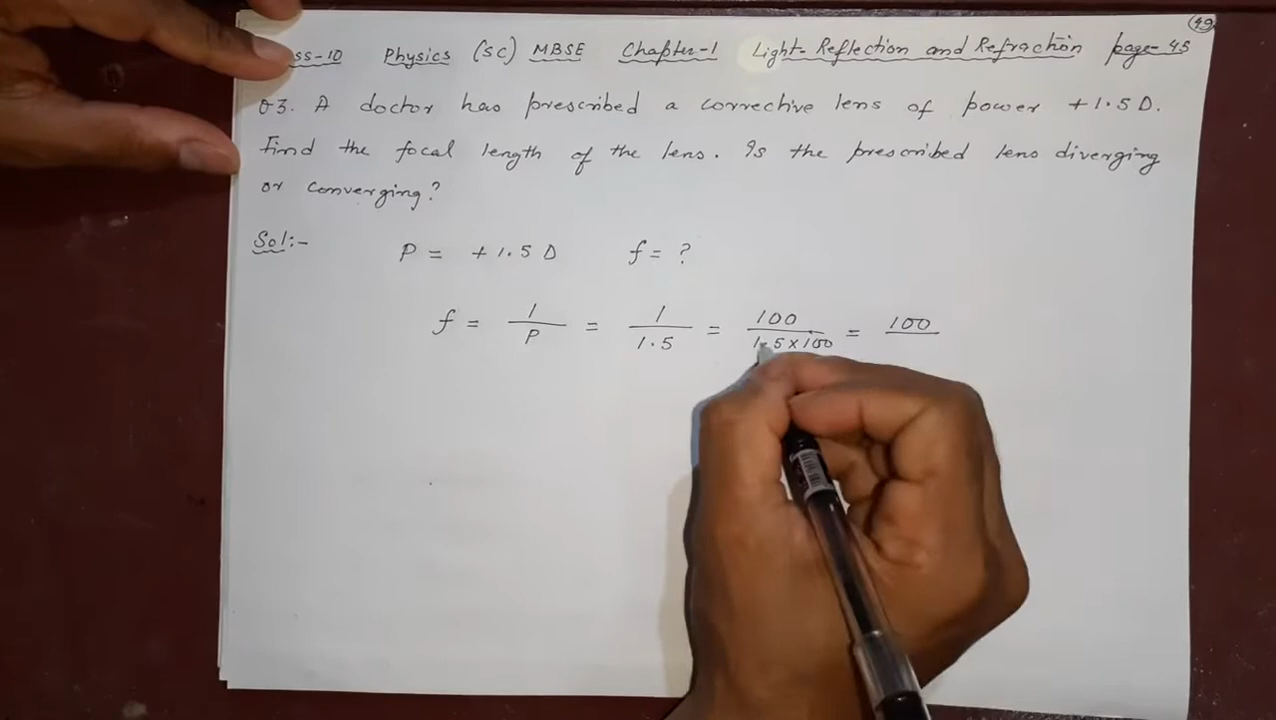 49
ss-10 Physics (SC) MBSE Chapter-1 Light-Reflection and Refraction page-45
Q3. A doctor has prescribed a corrective lens of power +1.5 D.
Find the focal length of the lens. Is the prescribed lens diverging
or converging?
Sol:- P = +1.5 D f = ?
f = 1/P = 1/1.5 = 100/1.5×100 = 100